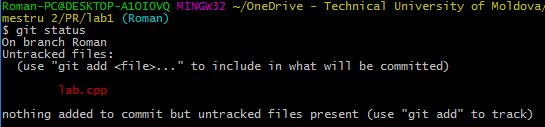 Roman-PC@DESKTOP-A1OIOVQ MINGW32 ~/OneDrive - Technical University of Moldova/
mestru 2/PR/lab1 (Roman)
$ git status
On branch Roman
Untracked files:
  (use "git add <file>..." to include in what will be committed)

        lab.cpp

nothing added to commit but untracked files present (use "git add" to track)